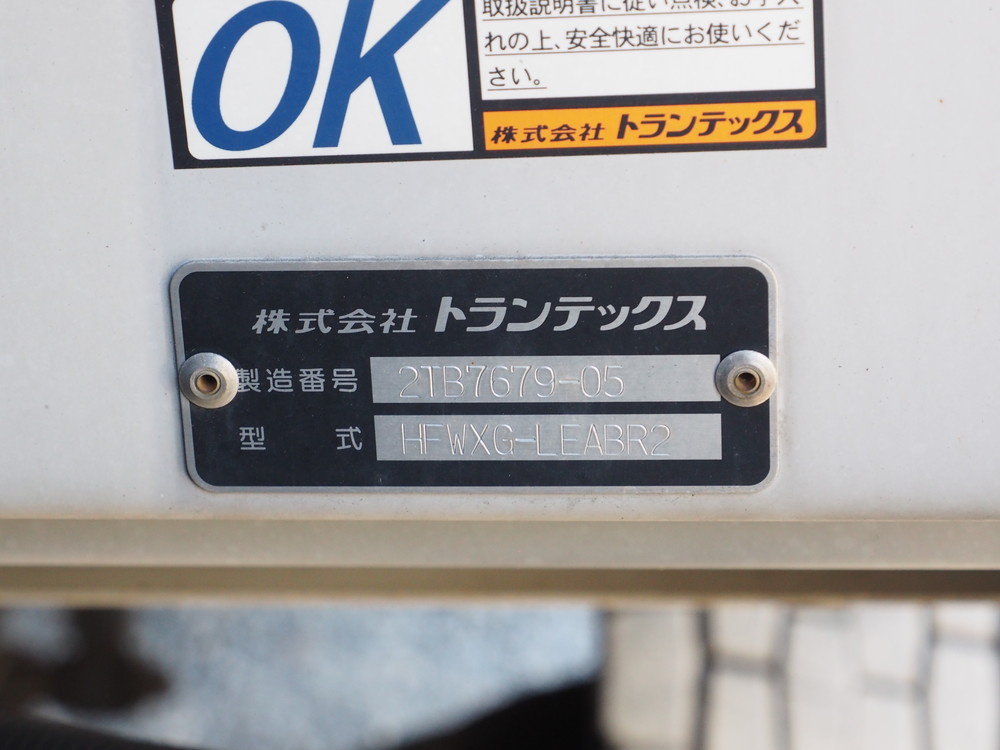 OK
取扱説明書に従い点検、お手入
れの上、安全快適にお使いくだ
さい。
株式会社 トランテックス
株式会社 トランテックス
製造番号 2TB7679-05
型 式 HFWXG-LEABR2